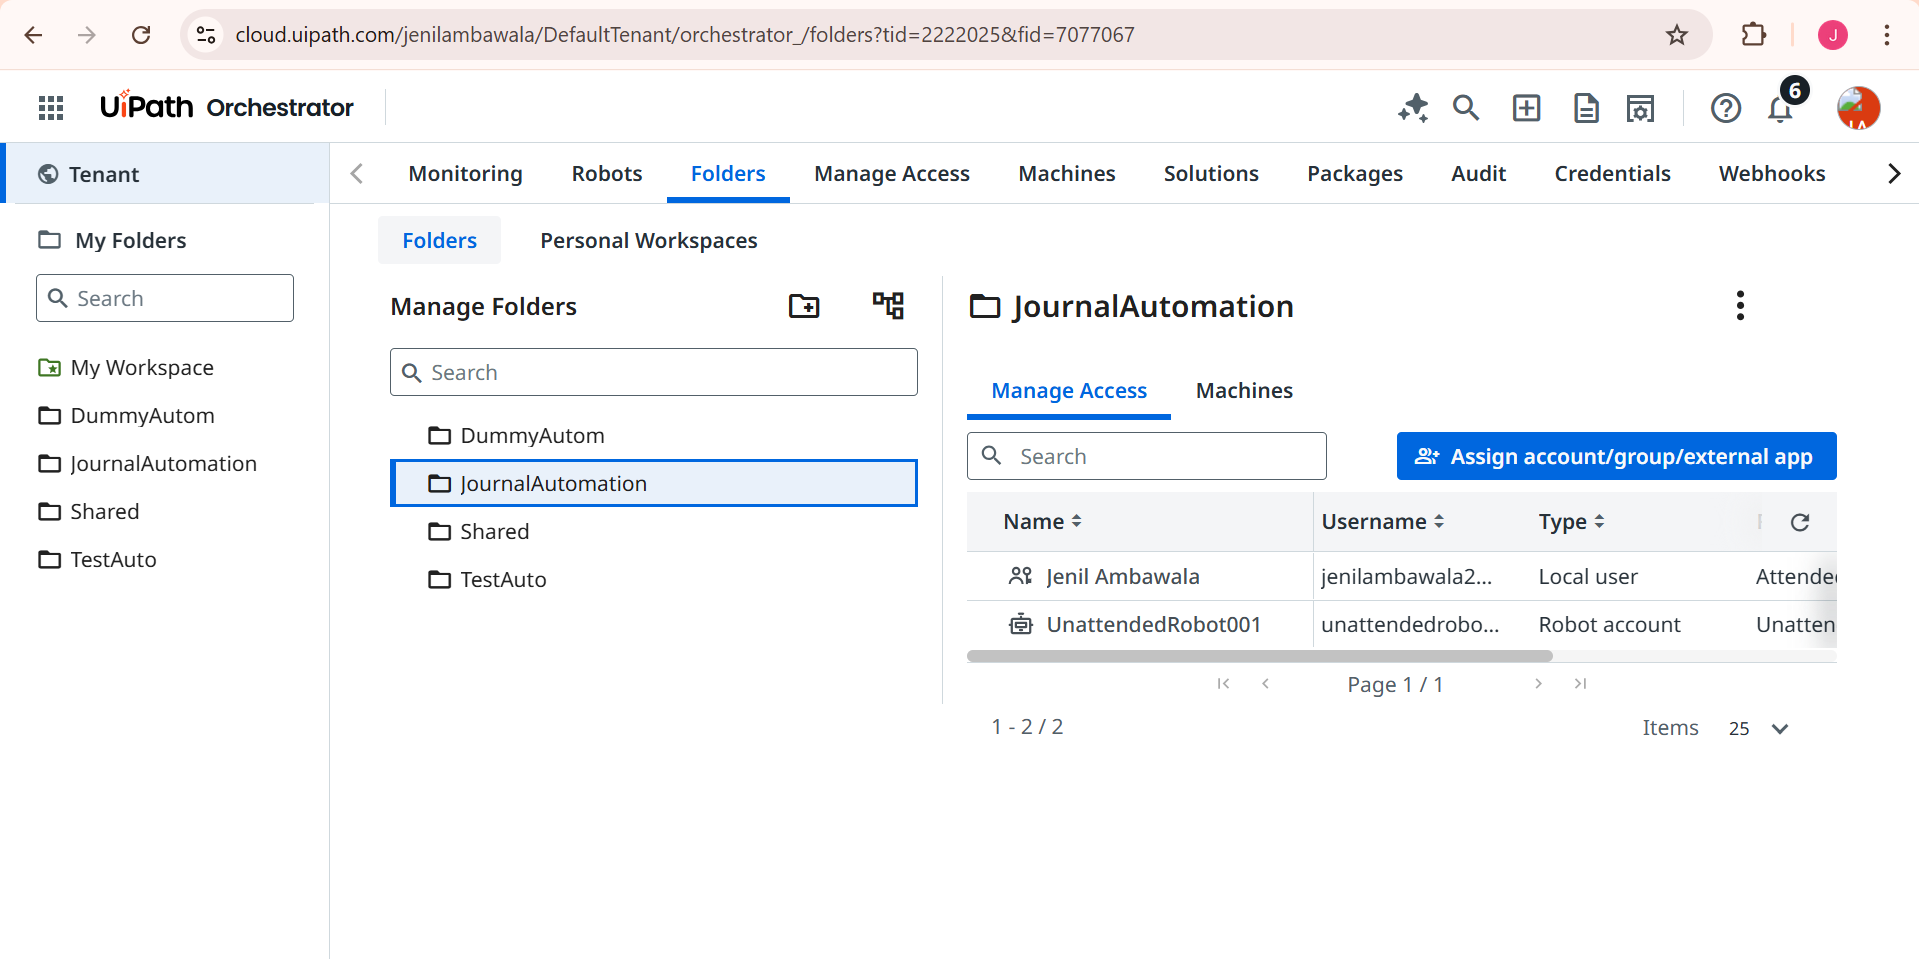 cloud.uipath.com/jenilambawala/DefaultTenant/orchestrator_/folders?tid=2222025&fid=7077067
J
UiPath Orchestrator
6
Tenant
Monitoring Robots Folders Manage Access Machines Solutions Packages Audit Credentials Webhooks
My Folders
Search
My Workspace
DummyAutom
JournalAutomation
Shared
TestAuto
Folders Personal Workspaces
Manage Folders
Search
DummyAutom
JournalAutomation
Shared
TestAuto
JournalAutomation
Manage Access Machines
Search
Assign account/group/external app
Name Username Type
Jenil Ambawala jenilambawala2... Local user Attended
UnattendedRobot001 unattendedrobo... Robot account Unatten
Page 1 / 1
1 - 2 / 2
Items 25